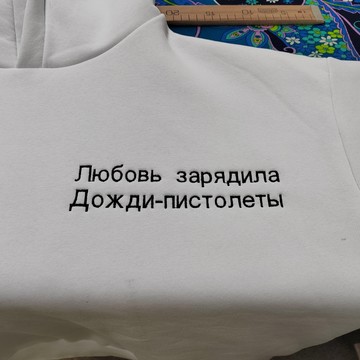 Любовь зарядила
Дожди-пистолеты